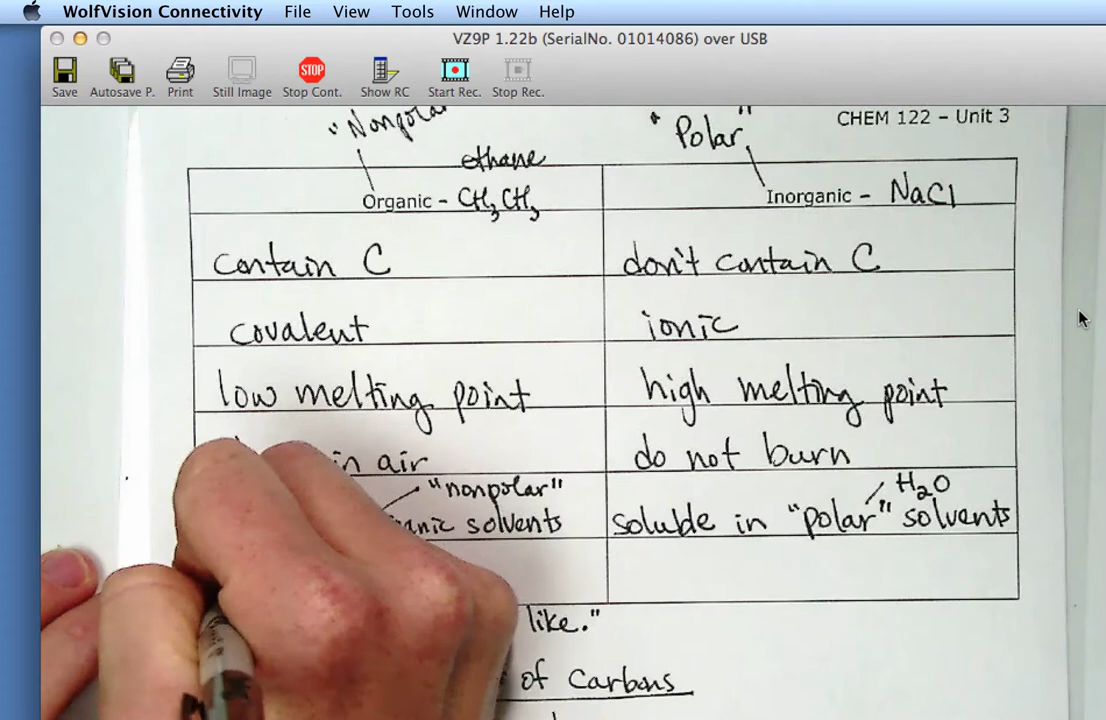 WolfVision Connectivity File View Tools Window Help
VZ9P 1.22b (SerialNo. 01014086) over USB
Save Autosave P. Print Still Image Stop Cont. Show RC Start Rec. Stop Rec.
STOP
CHEM 122 – Unit 3
"Nonpolar
"Polar"
ethane
Organic – CH3CH3
Inorganic – NaCl
contain C
don't contain C
covalent
ionic
low melting point
high melting point
in air
do not burn
"nonpolar"
H2O
solvents
soluble in "polar" solvents
like."
of Carbons